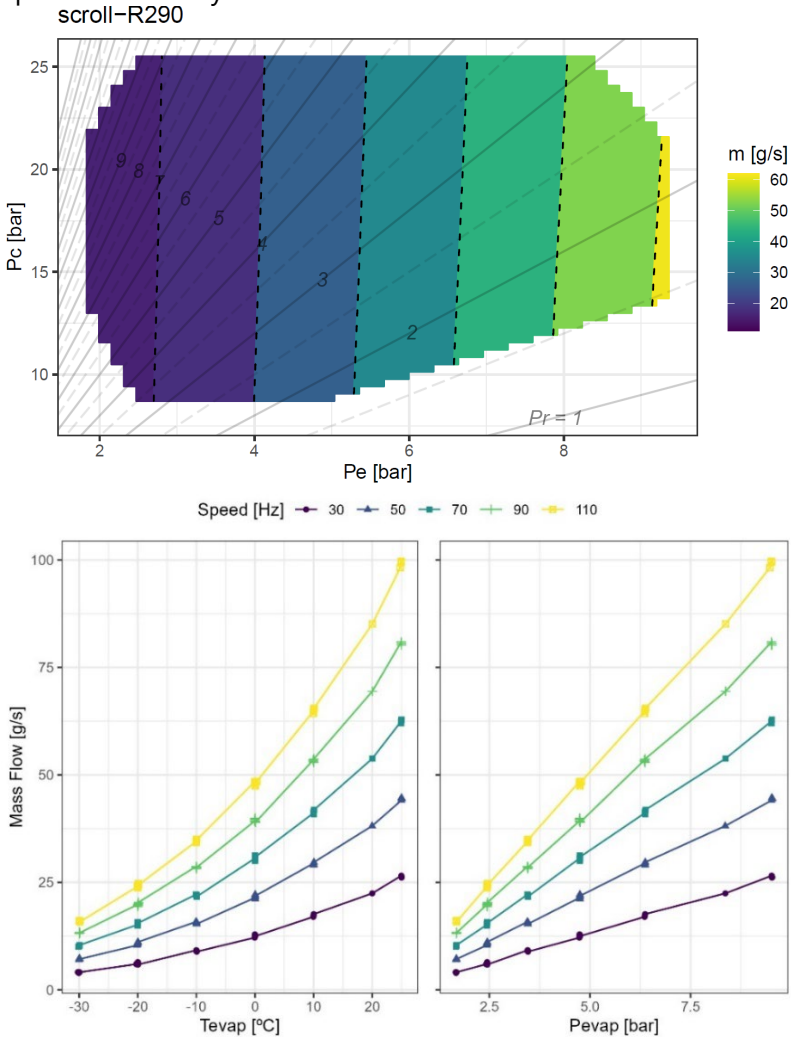 scroll−R290
25
20
15
10
Pc [bar]
9
8
7
6
5
4
3
2
Pr = 1
2
4
6
8
Pe [bar]
m [g/s]
60
50
40
30
20
Speed [Hz] 30 50 70 90 110
100
75
50
25
0
Mass Flow [g/s]
-30 -20 -10 0 10 20
Tevap [ºC]
2.5 5.0 7.5
Pevap [bar]